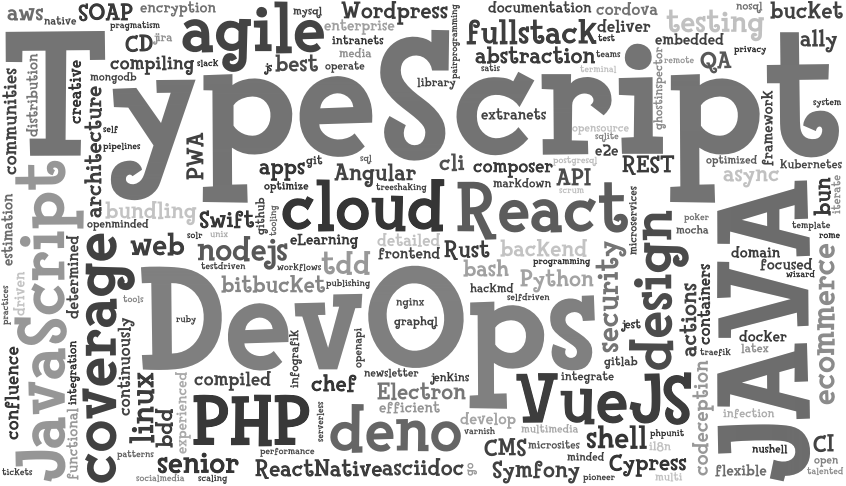 aws
native
SOAP
pragmatism
encryption
CD
jira
agile
mysql
enterprise
intranets
media
operate
Wordpress
pairprogramming
documentation
cordova
nosql
bucket
fullstack
deliver
test
testing
ally
abstraction
teams
embedded
privacy
compiling
slack
js
best
library
satis
terminal
ghostinspector
remote
QA
TypeScript
communities
distribution
creative
mongodb
architecture
self
pipelines
PWA
extranets
opensource
sqlite
e2e
framework
system
apps
git
sql
optimize
Angular
treeshaking
cli
composer
postgresql
markdown
API
scrum
REST
optimized
async
Kubernetes
bun
iterate
estimation
JavaScript
bundling
openminded
Swift
github
tooling
cloud
React
microservices
design
poker
mocha
JAVA
template
rome
web
solr
unix
nodejs
testdriven
eLearning
workflows
detailed
frontend
tdd
Rust
backend
programming
bash
Python
hackmd
selfdriven
security
domain
focused
wizard
ecommerce
practices
driven
determined
coverage
tools
bitbucket
publishing
DevOps
ruby
nginx
graphql
jest
gitlab
actions
containers
traefik
docker
latex
confluence
integration
functional
continuously
linux
bdd
experienced
patterns
compiled
infografik
openapi
chef
newsletter
jenkins
Electron
efficient
integrate
VueJS
codeception
infection
PHP
serverless
deno
develop
varnish
multimedia
CMS
microsites
shell
phpunit
i18n
nushell
CI
tickets
socialmedia
senior
scaling
performance
ReactNative
asciidoc
go
Symfony
minded
pioneer
Cypress
multi
flexible
open
talented